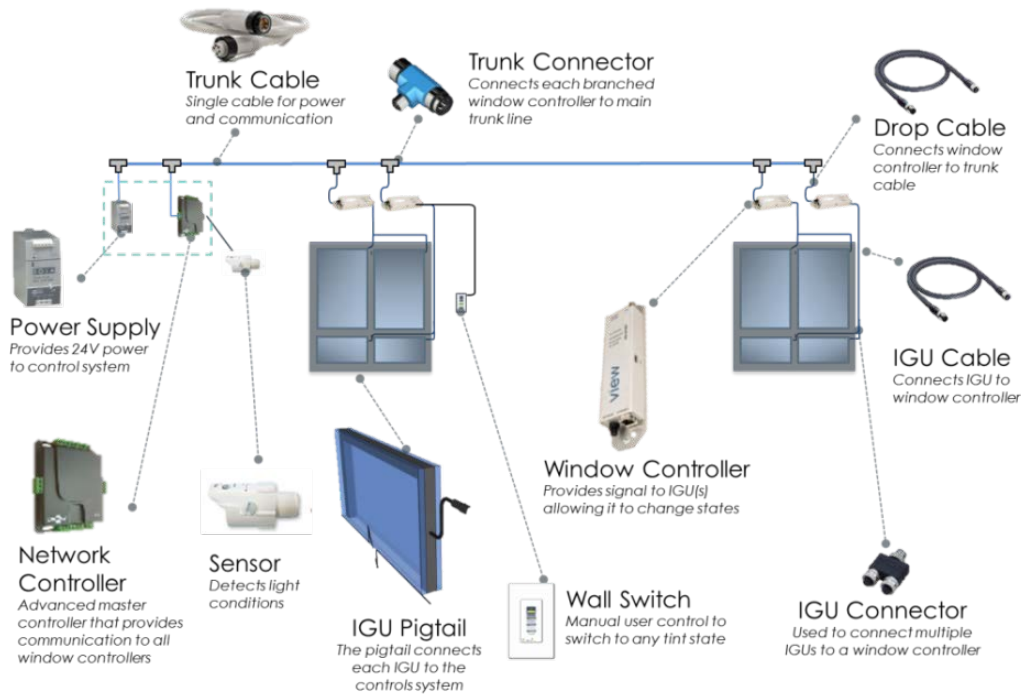 Trunk Cable
Single cable for power
and communication
Trunk Connector
Connects each branched
window controller to main
trunk line
Drop Cable
Connects window
controller to trunk
cable
Power Supply
Provides 24V power
to control system
IGU Cable
Connects IGU to
window controller
view
Window Controller
Provides signal to IGU(s)
allowing it to change states
Network
Controller
Advanced master
controller that provides
communication to all
window controllers
Sensor
Detects light
conditions
IGU Pigtail
The pigtail connects
each IGU to the
controls system
Wall Switch
Manual user control to
switch to any tint state
IGU Connector
Used to connect multiple
IGUs to a window controller